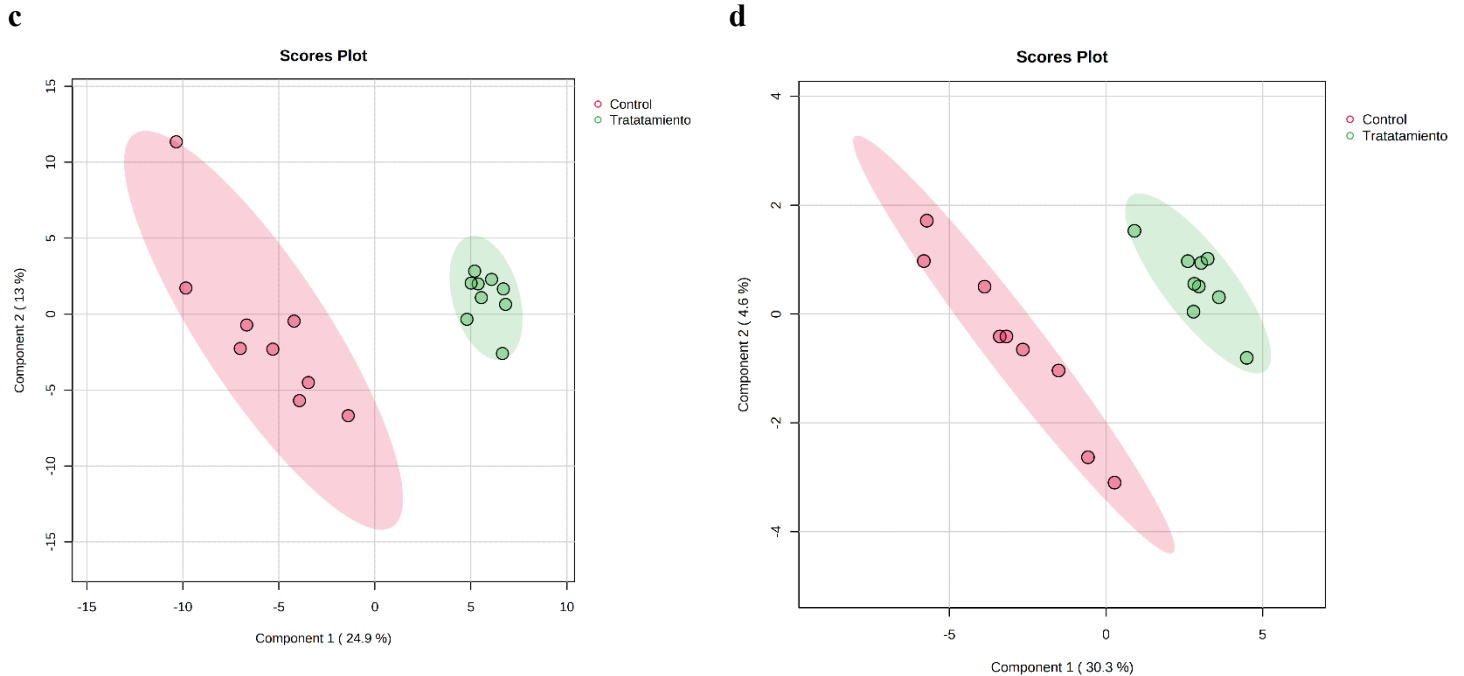 c
Scores Plot
Control
Tratatamiento
15
10
5
0
-5
-10
-15
Component 2 ( 13 %)
-15
-10
-5
0
5
10
Component 1 ( 24.9 %)
d
Scores Plot
Control
Tratatamiento
4
2
0
-2
-4
Component 2 ( 4.6 %)
-5
0
5
Component 1 ( 30.3 %)